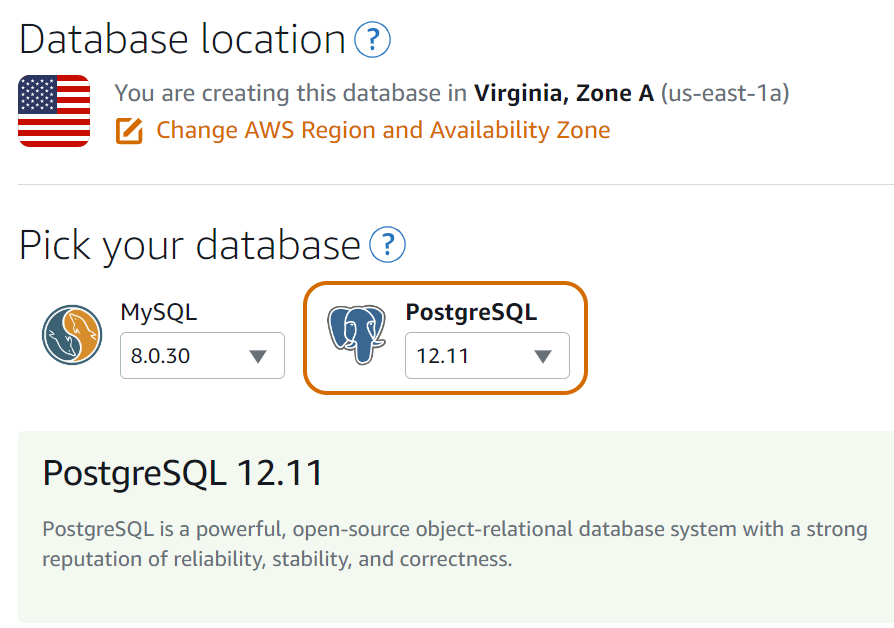 Database location ?
You are creating this database in Virginia, Zone A (us-east-1a)
Change AWS Region and Availability Zone
Pick your database ?
MySQL
8.0.30
PostgreSQL
12.11
PostgreSQL 12.11
PostgreSQL is a powerful, open-source object-relational database system with a strong
reputation of reliability, stability, and correctness.